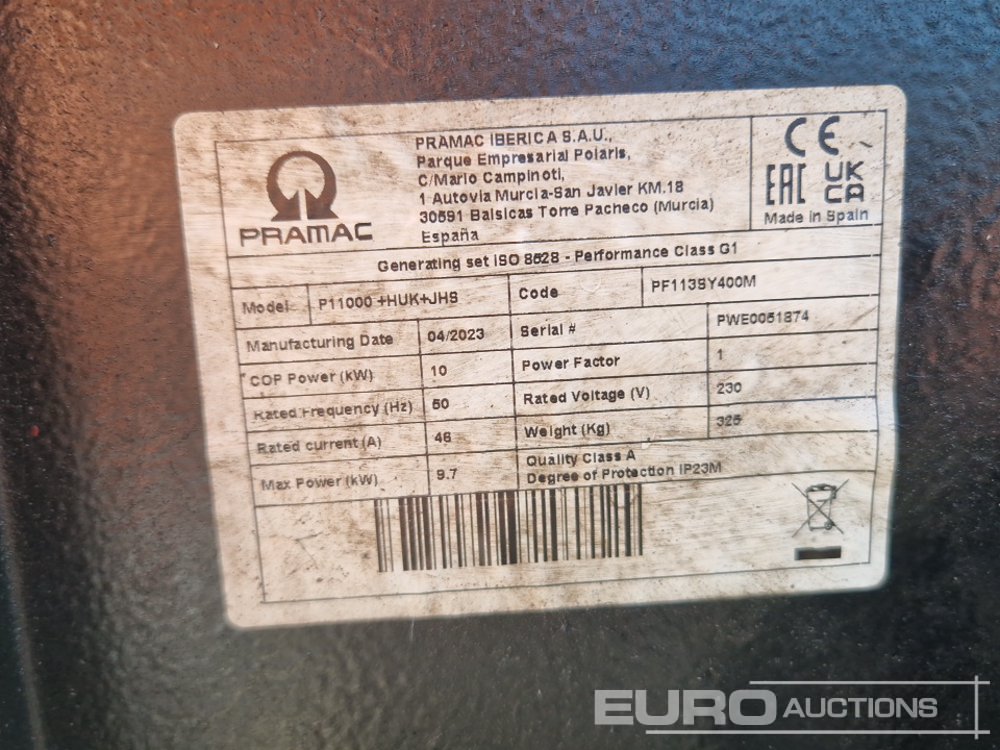 PRAMAC
PRAMAC IBERICA S.A.U.,
Parque Empresarial Polaris,
C/Mario Campinoti,
1 Autovia Murcia-San Javier KM.18
30591 Balsicas Torre Pacheco (Murcia)
España
CE
EAC UKCA
Made in Spain
Generating set ISO 8528 - Performance Class G1
Model P11000 +HUK+JHS Code PF113SY400M
Manufacturing Date 04/2023 Serial # PWE0051874
COP Power (kW) 10 Power Factor 1
Rated Frequency (Hz) 50 Rated Voltage (V) 230
Rated current (A) 46 Weight (Kg) 325
Max Power (kW) 9.7 Quality Class A
Degree of Protection IP23M
EURO AUCTIONS